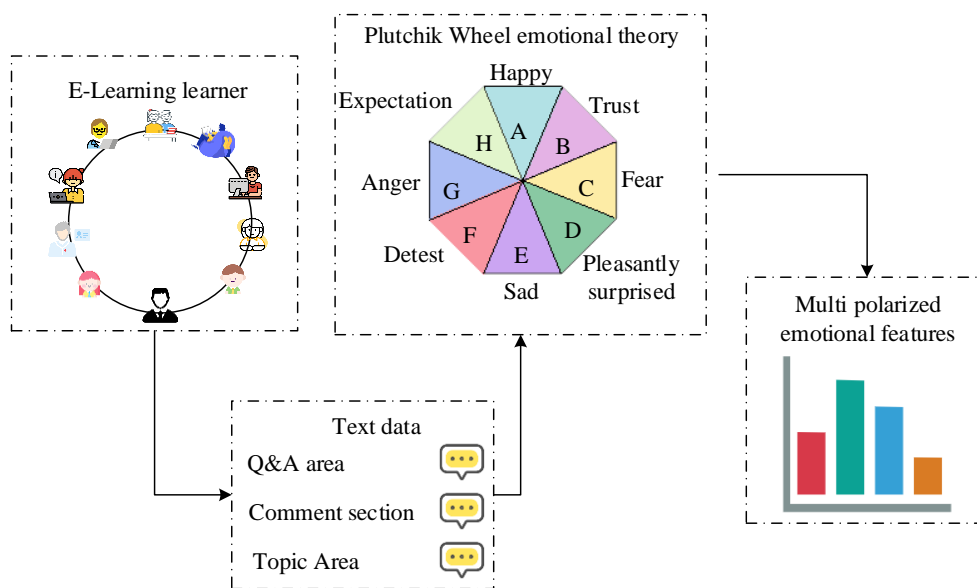 E-Learning learner
Plutchik Wheel emotional theory
Happy
Expectation
Trust
H
A
B
Anger
G
C
Fear
F
E
D
Detest
Sad
Pleasantly
surprised
Text data
Q&A area
Comment section
Topic Area
Multi polarized
emotional features